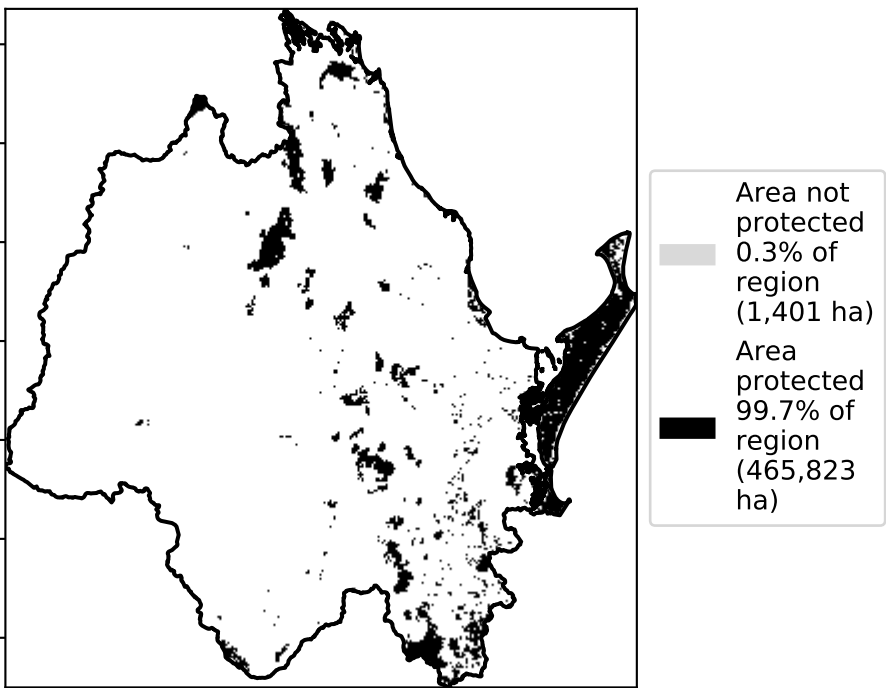 Area not
protected
0.3% of
region
(1,401 ha)
Area
protected
99.7% of
region
(465,823
ha)